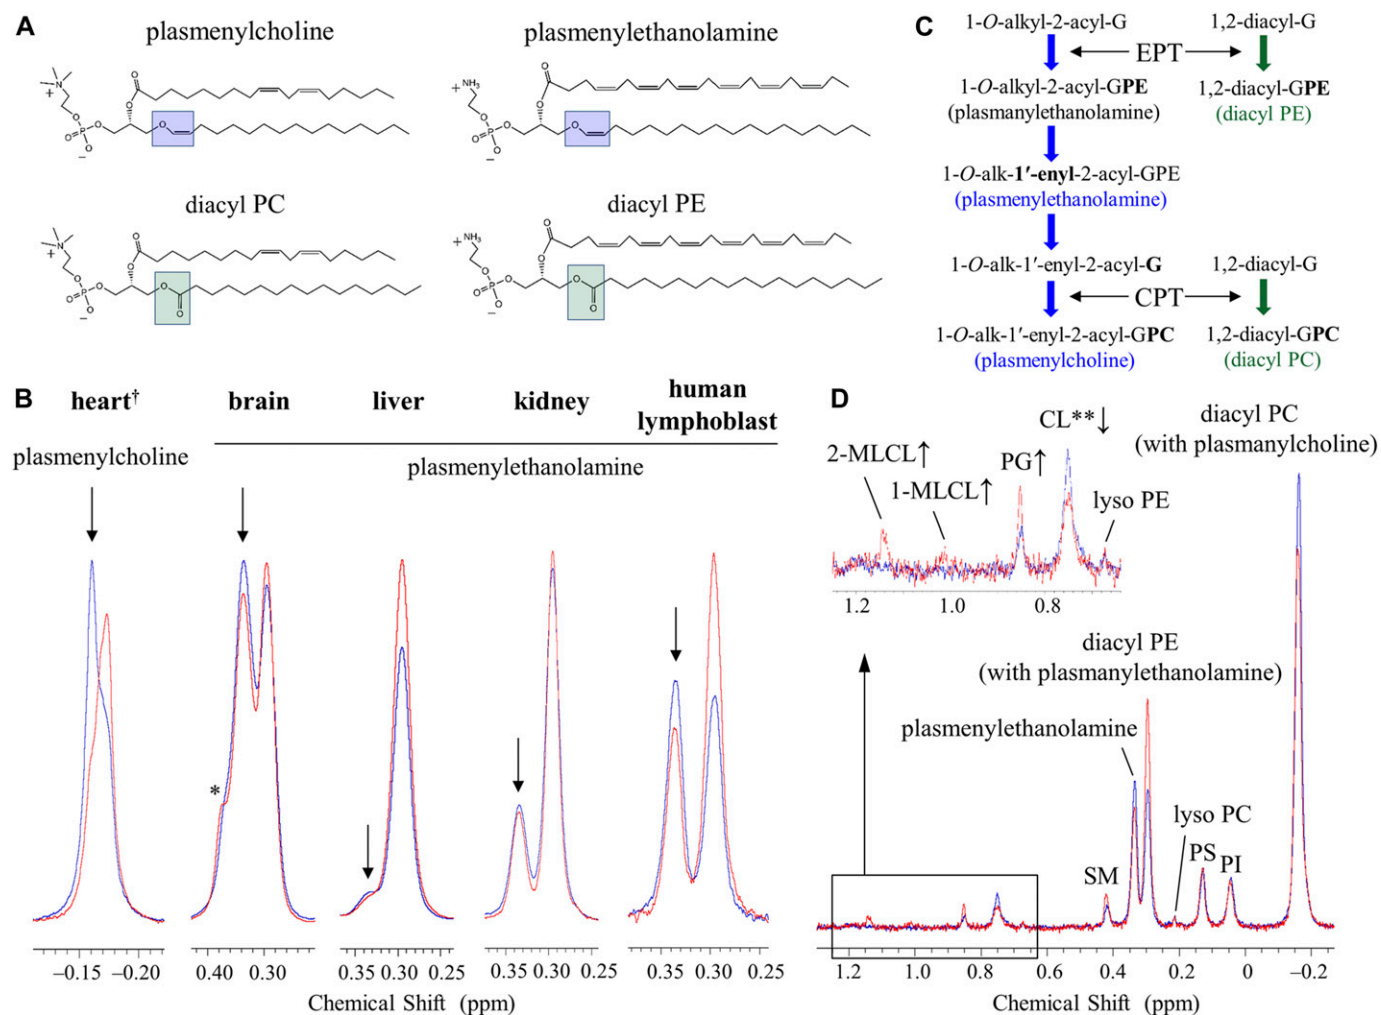 A
plasmenylcholine
plasmenylethanolamine
diacyl PC
diacyl PE
N
+
O
O
O
P
O
O
O
−
NH3
+
O
O
O
P
O
O
O
−
N
+
O
O
O
P
O
O
O
O
−
NH3
+
O
O
O
P
O
O
O
O
−
C
1-O-alkyl-2-acyl-G
1,2-diacyl-G
EPT
1-O-alkyl-2-acyl-GPE
1,2-diacyl-GPE
(plasmanylethanolamine)
(diacyl PE)
1-O-alk-1′-enyl-2-acyl-GPE
(plasmenylethanolamine)
1-O-alk-1′-enyl-2-acyl-G
1,2-diacyl-G
CPT
1-O-alk-1′-enyl-2-acyl-GPC
1,2-diacyl-GPC
(plasmenylcholine)
(diacyl PC)
B
heart†
brain
liver
kidney
human
lymphoblast
plasmenylcholine
plasmenylethanolamine
*
−0.15 −0.20
0.40 0.30
0.35 0.30 0.25
0.35 0.30 0.25
0.35 0.30 0.25
Chemical Shift (ppm)
D
CL**↓
diacyl PC
(with plasmanylcholine)
2-MLCL↑
PG↑
1-MLCL↑
lyso PE
1.2 1.0 0.8
diacyl PE
(with plasmanylethanolamine)
plasmenylethanolamine
lyso PC
SM
PS
PI
1.2 1.0 0.8 0.6 0.4 0.2 0 −0.2
Chemical Shift (ppm)